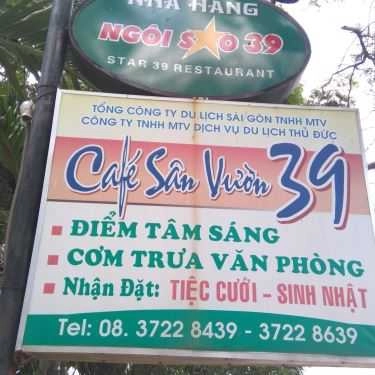 NHÀ HÀNG
NGÔI SAO 39
STAR 39 RESTAURANT
TỔNG CÔNG TY DU LỊCH SÀI GÒN TNHH MTV
CÔNG TY TNHH MTV DỊCH VỤ DU LỊCH THỦ ĐỨC
Café Sân Vườn 39
ĐIỂM TÂM SÁNG
CƠM TRƯA VĂN PHÒNG
Nhận Đặt: TIỆC CƯỚI - SINH NHẬT
Tel: 08. 3722 8439 - 3722 8639